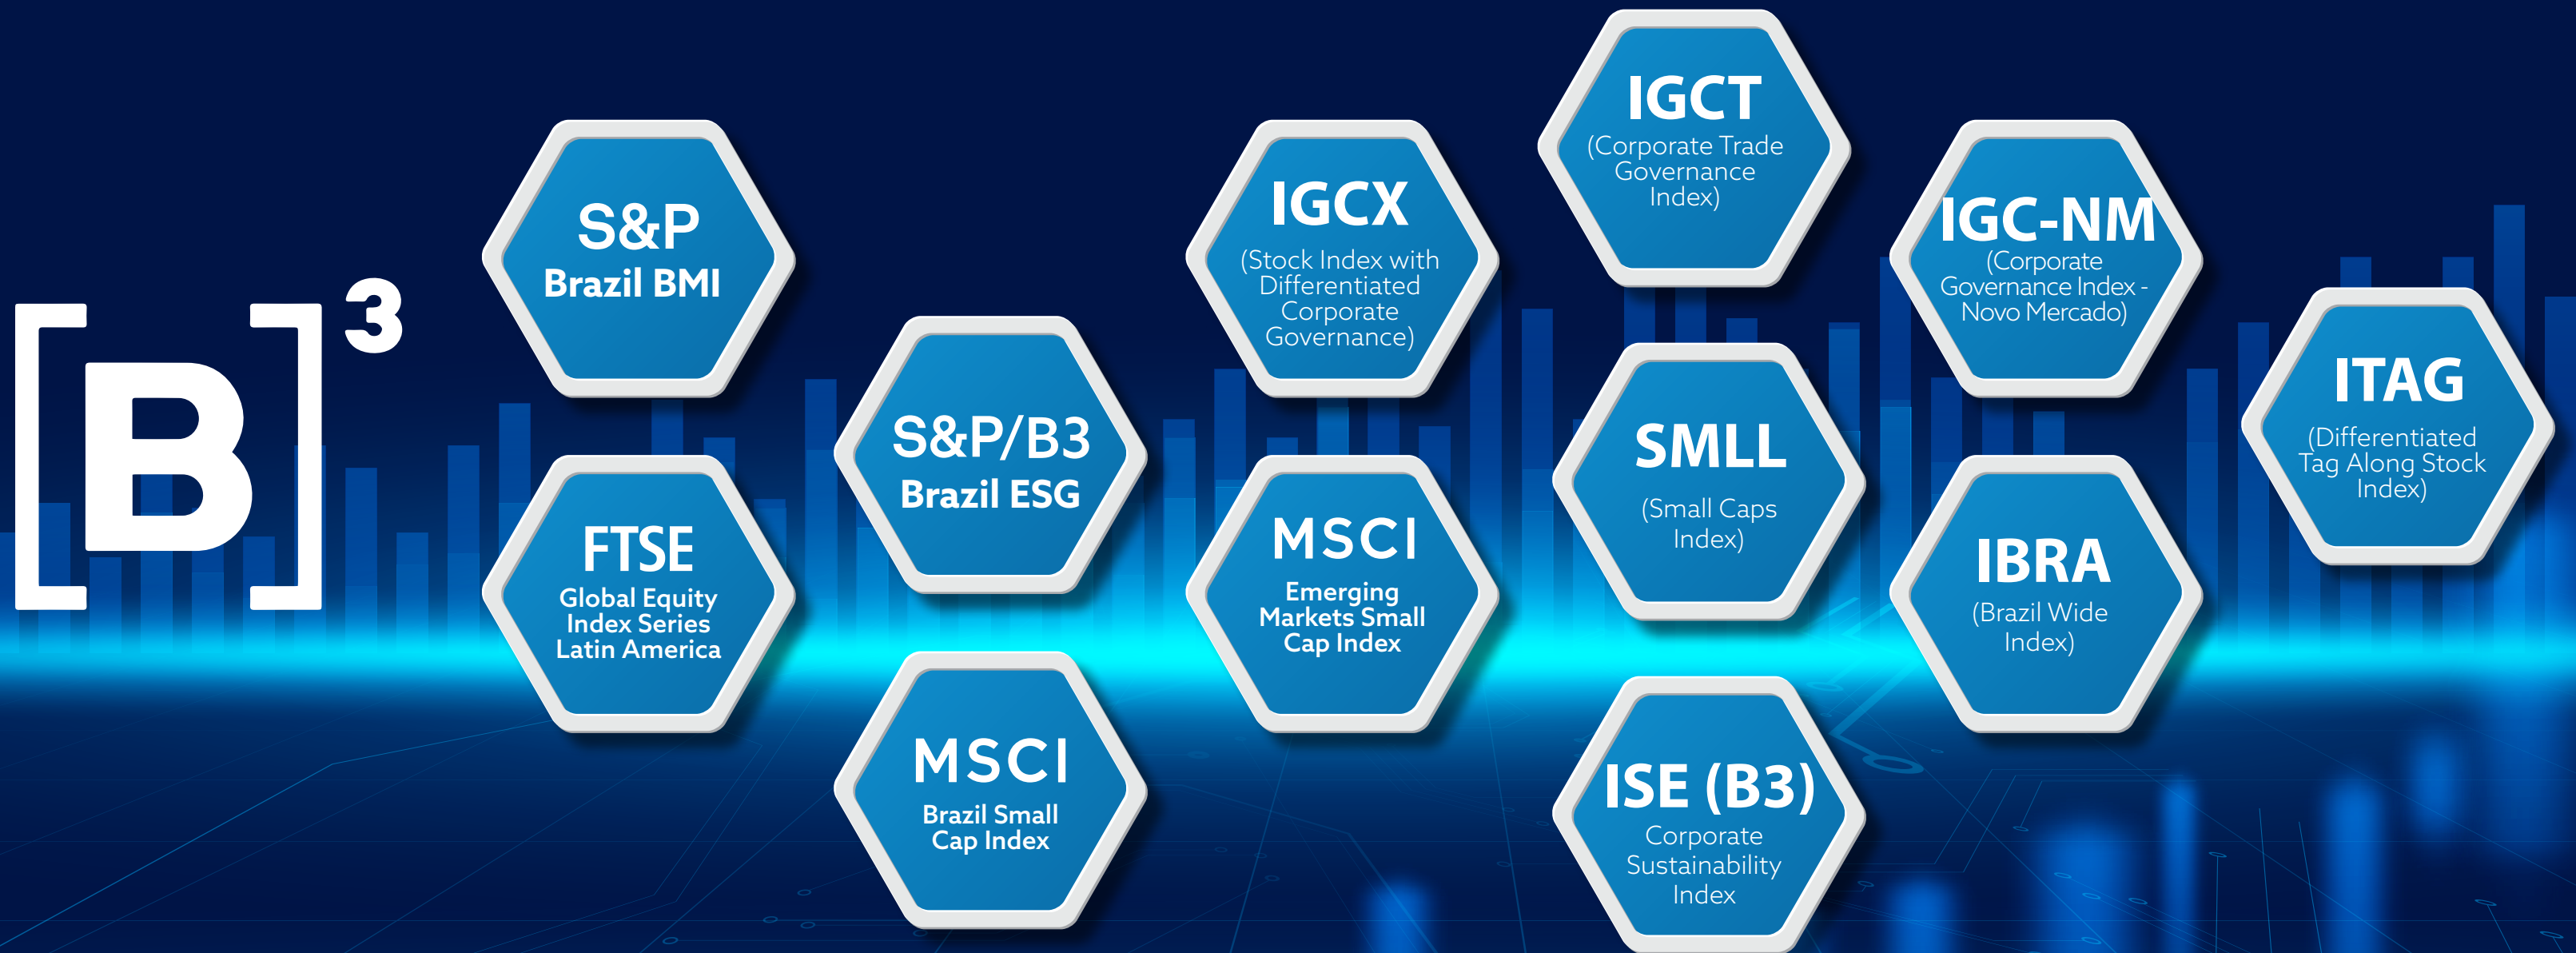 [B]³
S&P
Brazil BMI
FTSE
Global Equity
Index Series
Latin America
S&P/B3
Brazil ESG
MSCI
Brazil Small
Cap Index
IGCX
(Stock Index with
Differentiated
Corporate
Governance)
MSCI
Emerging
Markets Small
Cap Index
IGCT
(Corporate Trade
Governance
Index)
SMLL
(Small Caps
Index)
ISE (B3)
Corporate
Sustainability
Index
IGC-NM
(Corporate
Governance Index -
Novo Mercado)
IBRA
(Brazil Wide
Index)
ITAG
(Differentiated
Tag Along Stock
Index)